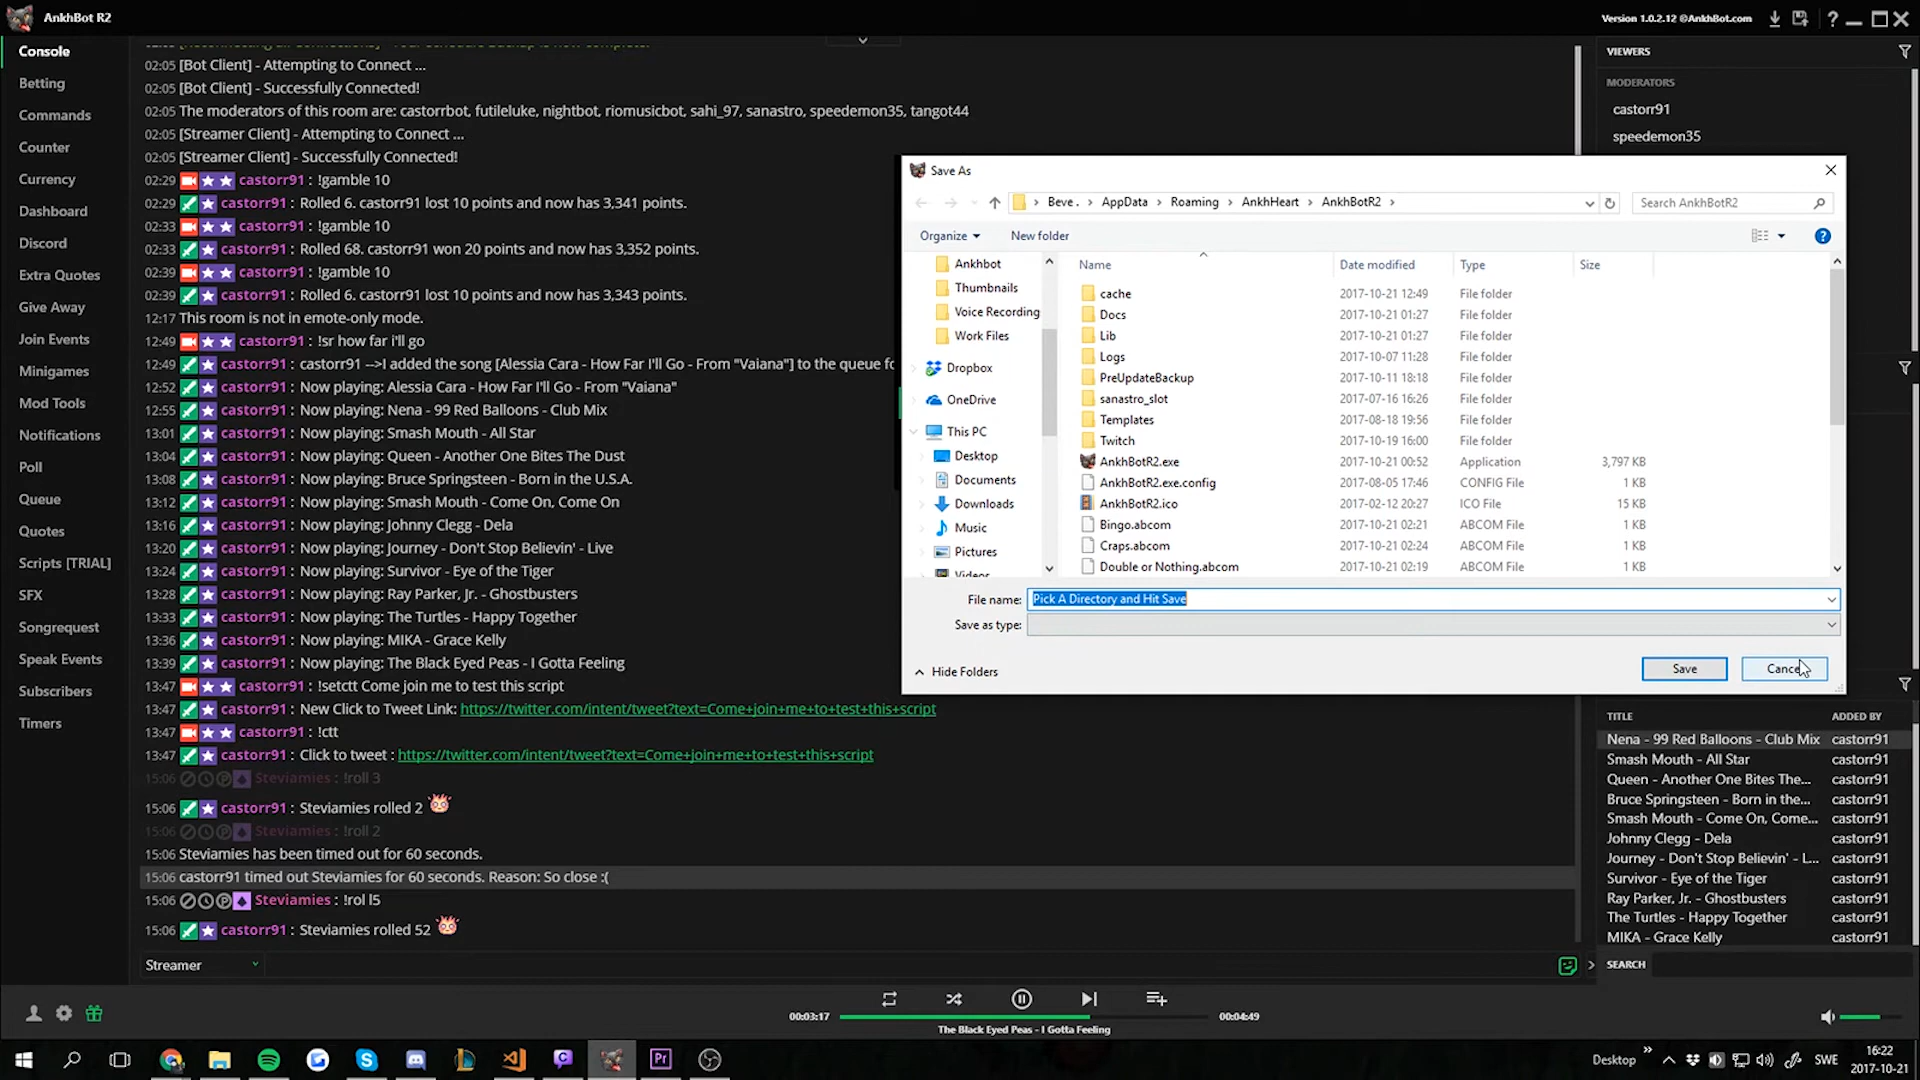 AnkhBot R2
Version 1.0.2.12 ©AnkhBot.com
Console
Betting
Commands
Counter
Currency
Dashboard
Discord
Extra Quotes
Give Away
Join Events
Minigames
Mod Tools
Notifications
Poll
Queue
Quotes
Scripts [TRIAL]
SFX
Songrequest
Speak Events
Subscribers
Timers
02:05 [Bot Client] - Attempting to Connect ...
02:05 [Bot Client] - Successfully Connected!
02:05 The moderators of this room are: castorrbot, futileluke, nightbot, riomusicbot, sahi_97, sanastro, speedemon35, tangot44
02:05 [Streamer Client] - Attempting to Connect ...
02:05 [Streamer Client] - Successfully Connected!
02:29 castorr91 : !gamble 10
02:29 castorr91 : Rolled 6. castorr91 lost 10 points and now has 3,341 points.
02:33 castorr91 : !gamble 10
02:33 castorr91 : Rolled 68. castorr91 won 20 points and now has 3,352 points.
02:39 castorr91 : !gamble 10
02:39 castorr91 : Rolled 6. castorr91 lost 10 points and now has 3,343 points.
12:17 This room is not in emote-only mode.
12:49 castorr91 : !sr how far i'll go
12:49 castorr91 : castorr91 -->I added the song [Alessia Cara - How Far I'll Go - From "Vaiana"] to the queue fo
12:52 castorr91 : Now playing: Alessia Cara - How Far I'll Go - From "Vaiana"
12:55 castorr91 : Now playing: Nena - 99 Red Balloons - Club Mix
13:01 castorr91 : Now playing: Smash Mouth - All Star
13:04 castorr91 : Now playing: Queen - Another One Bites The Dust
13:08 castorr91 : Now playing: Bruce Springsteen - Born in the U.S.A.
13:12 castorr91 : Now playing: Smash Mouth - Come On, Come On
13:16 castorr91 : Now playing: Johnny Clegg - Dela
13:20 castorr91 : Now playing: Journey - Don't Stop Believin' - Live
13:24 castorr91 : Now playing: Survivor - Eye of the Tiger
13:28 castorr91 : Now playing: Ray Parker, Jr. - Ghostbusters
13:33 castorr91 : Now playing: The Turtles - Happy Together
13:36 castorr91 : Now playing: MIKA - Grace Kelly
13:39 castorr91 : Now playing: The Black Eyed Peas - I Gotta Feeling
13:47 castorr91 : !setctt Come join me to test this script
13:47 castorr91 : New Click to Tweet Link: https://twitter.com/intent/tweet?text=Come+join+me+to+test+this+script
13:47 castorr91 : !ctt
13:47 castorr91 : Click to tweet : https://twitter.com/intent/tweet?text=Come+join+me+to+test+this+script
15:06 Steviamies : !roll 3
15:06 castorr91 : Steviamies rolled 2
15:06 Steviamies : !roll 2
15:06 Steviamies has been timed out for 60 seconds.
15:06 castorr91 timed out Steviamies for 60 seconds. Reason: So close :(
15:06 Steviamies : !rol l5
15:06 castorr91 : Steviamies rolled 52
Streamer
VIEWERS
MODERATORS
castorr91
speedemon35
Save As
Beve . AppData Roaming AnkhHeart AnkhBotR2
Search AnkhBotR2
Organize New folder
Ankhbot
Thumbnails
Voice Recording
Work Files
Dropbox
OneDrive
This PC
Desktop
Documents
Downloads
Music
Pictures
Videos
Name Date modified Type Size
cache 2017-10-21 12:49 File folder
Docs 2017-10-21 01:27 File folder
Lib 2017-10-21 01:27 File folder
Logs 2017-10-07 11:28 File folder
PreUpdateBackup 2017-10-11 18:18 File folder
sanastro_slot 2017-07-16 16:26 File folder
Templates 2017-08-18 19:56 File folder
Twitch 2017-10-19 16:00 File folder
AnkhBotR2.exe 2017-10-21 00:52 Application 3,797 KB
AnkhBotR2.exe.config 2017-08-05 17:46 CONFIG File 1 KB
AnkhBotR2.ico 2017-02-12 20:27 ICO File 15 KB
Bingo.abcom 2017-10-21 02:21 ABCOM File 1 KB
Craps.abcom 2017-10-21 02:24 ABCOM File 1 KB
Double or Nothing.abcom 2017-10-21 02:19 ABCOM File 1 KB
File name: Pick A Directory and Hit Save
Save as type:
Hide Folders
Save
Cancel
TITLE ADDED BY
Nena - 99 Red Balloons - Club Mix castorr91
Smash Mouth - All Star castorr91
Queen - Another One Bites The... castorr91
Bruce Springsteen - Born in the... castorr91
Smash Mouth - Come On, Come... castorr91
Johnny Clegg - Dela castorr91
Journey - Don't Stop Believin' - L... castorr91
Survivor - Eye of the Tiger castorr91
Ray Parker, Jr. - Ghostbusters castorr91
The Turtles - Happy Together castorr91
MIKA - Grace Kelly castorr91
SEARCH
00:03:17
00:04:49
The Black Eyed Peas - I Gotta Feeling
Desktop
SWE
16:22
2017-10-21